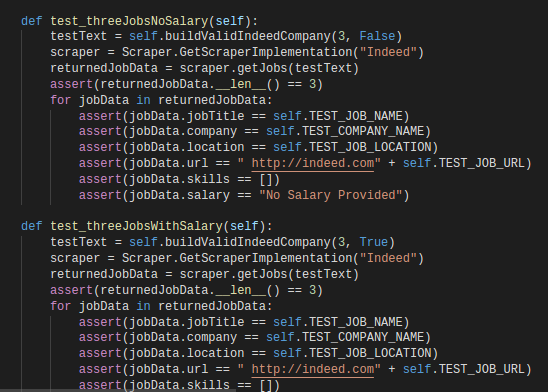 def test_threeJobsNoSalary(self):
    testText = self.buildValidIndeedCompany(3, False)
    scraper = Scraper.GetScraperImplementation("Indeed")
    returnedJobData = scraper.getJobs(testText)
    assert(returnedJobData.__len__() == 3)
    for jobData in returnedJobData:
        assert(jobData.jobTitle == self.TEST_JOB_NAME)
        assert(jobData.company == self.TEST_COMPANY_NAME)
        assert(jobData.location == self.TEST_JOB_LOCATION)
        assert(jobData.url == " http://indeed.com" + self.TEST_JOB_URL)
        assert(jobData.skills == [])
        assert(jobData.salary == "No Salary Provided")

def test_threeJobsWithSalary(self):
    testText = self.buildValidIndeedCompany(3, True)
    scraper = Scraper.GetScraperImplementation("Indeed")
    returnedJobData = scraper.getJobs(testText)
    assert(returnedJobData.__len__() == 3)
    for jobData in returnedJobData:
        assert(jobData.jobTitle == self.TEST_JOB_NAME)
        assert(jobData.company == self.TEST_COMPANY_NAME)
        assert(jobData.location == self.TEST_JOB_LOCATION)
        assert(jobData.url == " http://indeed.com" + self.TEST_JOB_URL)
        assert(jobData.skills == [])